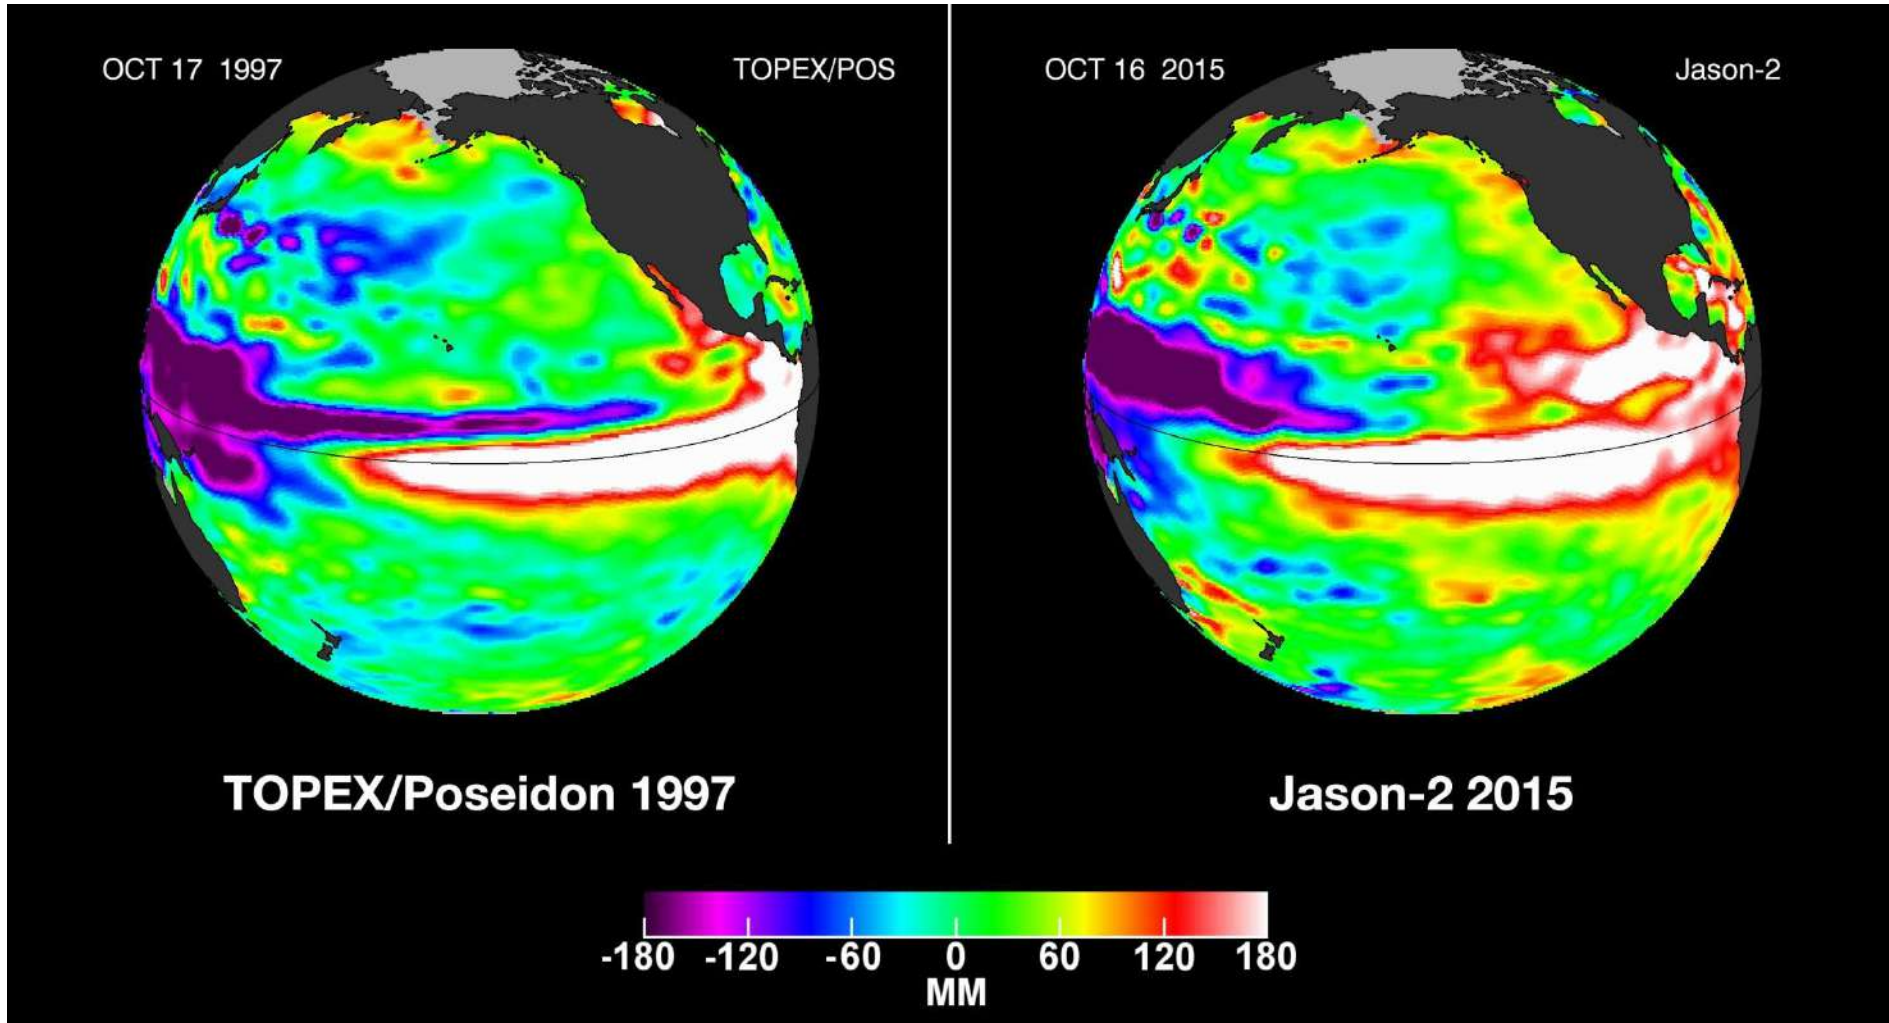 OCT 17 1997
TOPEX/POS
OCT 16 2015
Jason-2
TOPEX/Poseidon 1997
Jason-2 2015
-180 -120 -60 0 60 120 180
MM